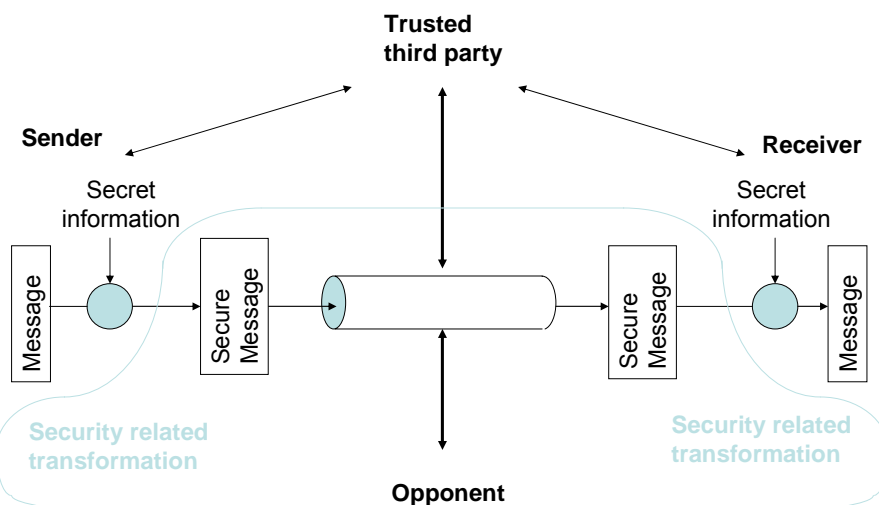 Trusted
third party
Sender
Receiver
Secret
information
Secret
information
Message
Secure
Message
Secure
Message
Message
Security related
transformation
Security related
transformation
Opponent